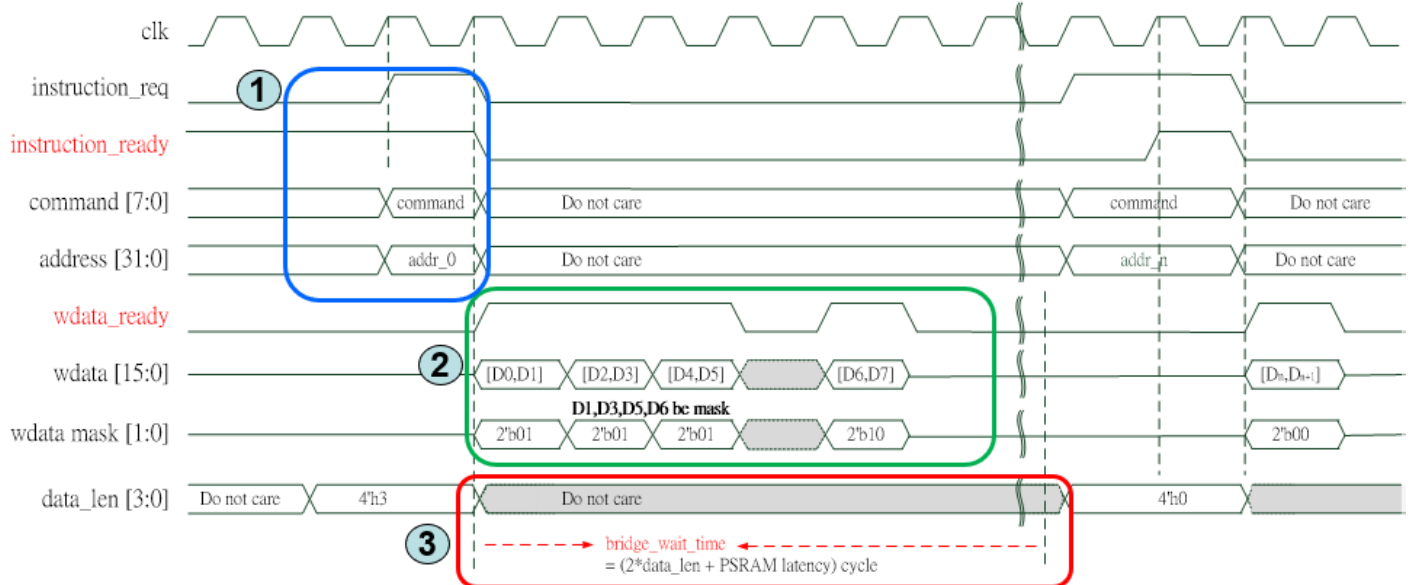 clk
1
instruction_req
instruction_ready
command [7:0] command Do not care command Do not care
address [31:0] addr_0 Do not care addr_n Do not care
wdata_ready
2
wdata [15:0] [D0,D1] [D2,D3] [D4,D5] [D6,D7] [Dn,Dn+1]
D1,D3,D5,D6 be mask
wdata mask [1:0] 2'b01 2'b01 2'b01 2'b10 2'b00
data_len [3:0] Do not care 4'h3 Do not care 4'h0
3
bridge_wait_time
= (2*data_len + PSRAM latency) cycle